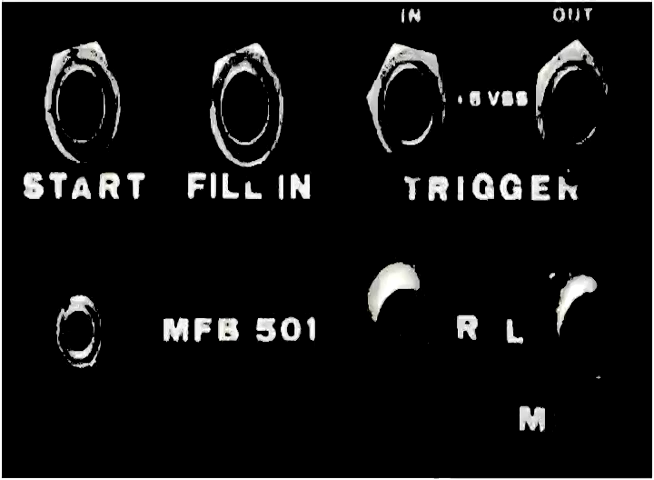 IN OUT
+5 VSS
START FILL IN TRIGGER
MFB 501 R L
M